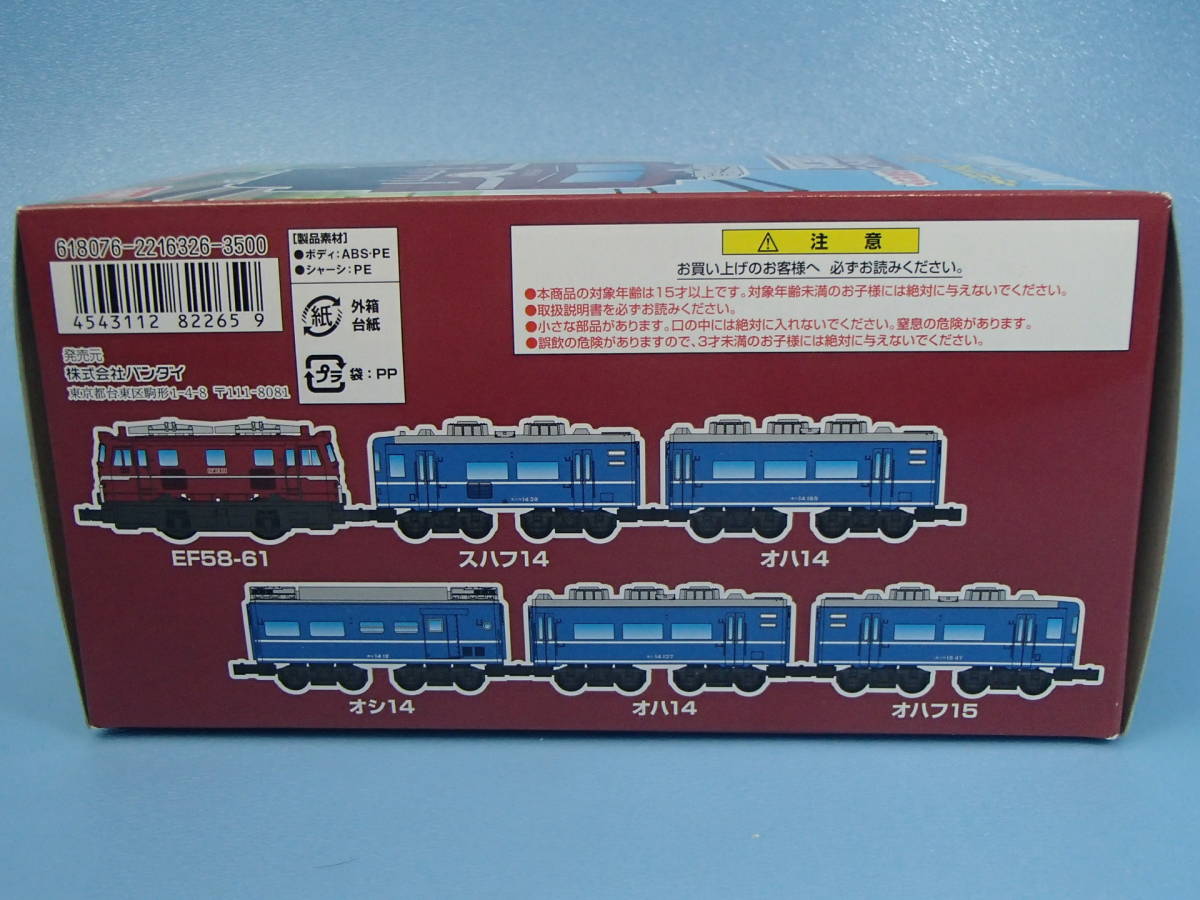 618076-2216326-3500
4543112 82265 9
発売元
株式会社バンダイ
東京都台東区駒形1-4-8 〒111-8081
[製品素材]
●ボディ:ABS・PE
●シャーシ:PE
紙 外箱
台紙
プラ 袋:PP
注意
お買い上げのお客様へ 必ずお読みください。
●本商品の対象年齢は15才以上です。対象年齢未満のお子様には絶対に与えないでください。
●取扱説明書を必ずお読みください。
●小さな部品があります。口の中には絶対に入れないでください。窒息の危険があります。
●誤飲の危険がありますので、3才未満のお子様には絶対に与えないでください。
EF58-61
スハフ14
オハ14
オシ14
オハ14
オハフ15